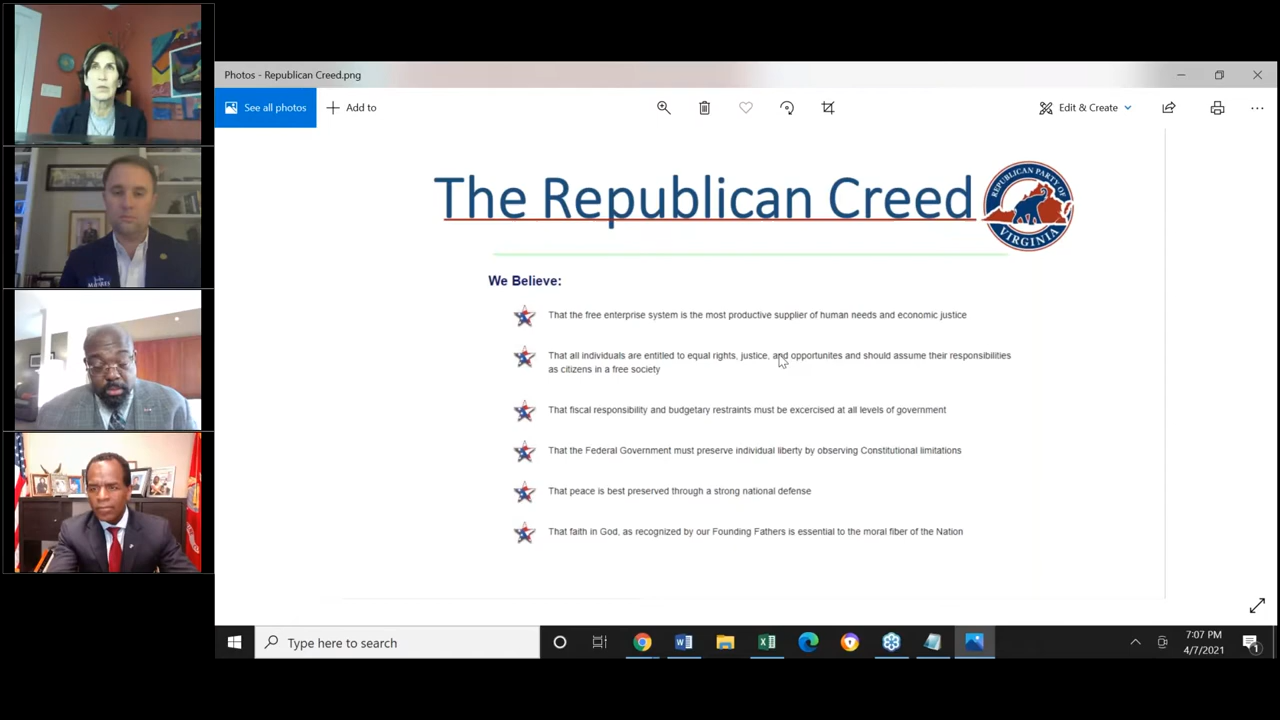 Photos - Republican Creed.png
See all photos
Add to
Edit & Create
The Republican Creed
REPUBLICAN PARTY OF
VIRGINIA
We Believe:
That the free enterprise system is the most productive supplier of human needs and economic justice
That all individuals are entitled to equal rights, justice, and opportunites and should assume their responsibilities
as citizens in a free society
That fiscal responsibility and budgetary restraints must be excercised at all levels of government
That the Federal Government must preserve individual liberty by observing Constitutional limitations
That peace is best preserved through a strong national defense
That faith in God, as recognized by our Founding Fathers is essential to the moral fiber of the Nation
Type here to search
7:07 PM
4/7/2021
1